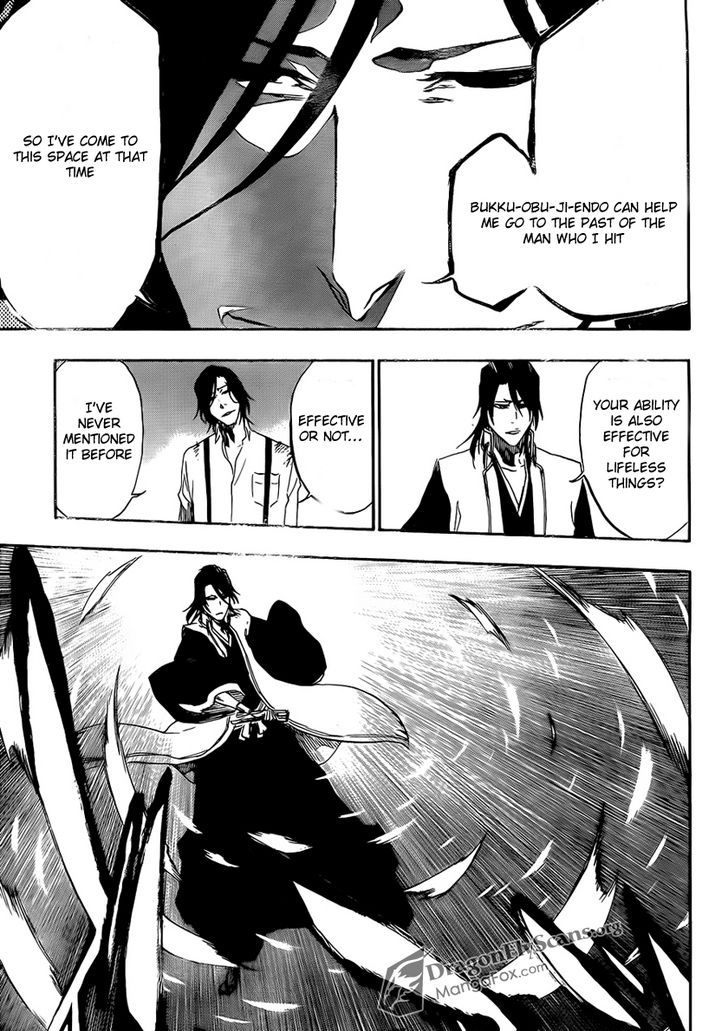 BUKKU-OBU-JI-ENDO CAN HELP
ME GO TO THE PAST OF THE
MAN WHO I HIT
SO I'VE COME TO
THIS SPACE AT THAT
TIME
YOUR ABILITY
IS ALSO
EFFECTIVE
FOR
LIFELESS
THINGS?
EFFECTIVE
OR NOT...
I'VE
NEVER
MENTIONED
IT BEFORE
DragonFlyScans.org
MangaFox.com